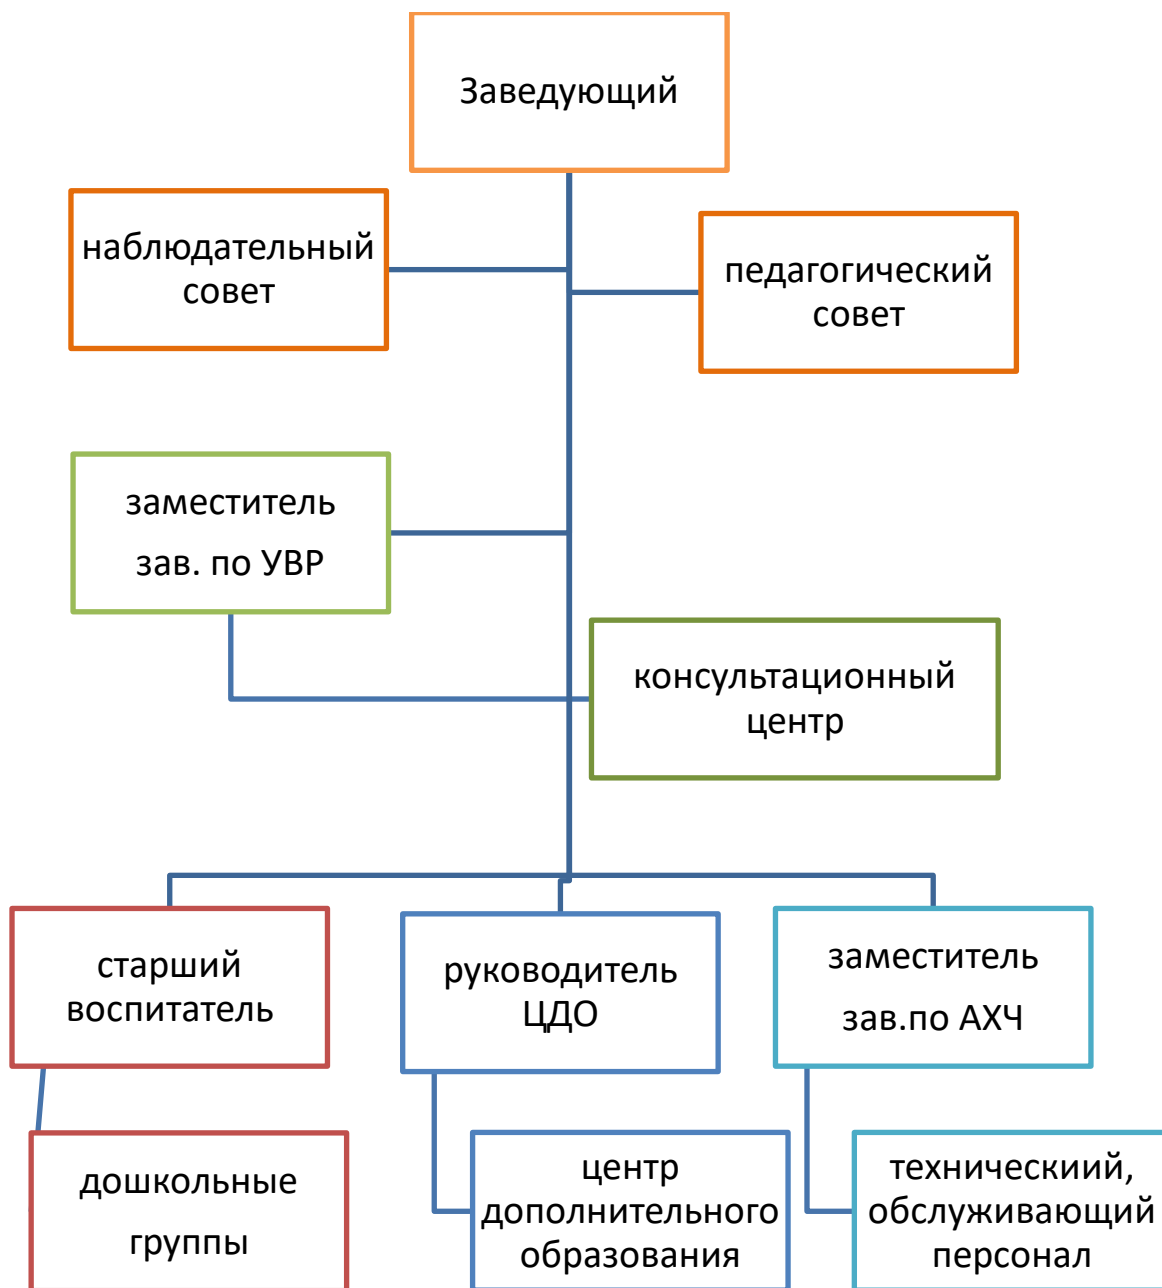 Заведующий
наблюдательный
совет
педагогический
совет
заместитель
зав. по УВР
консультационный
центр
старший
воспитатель
руководитель
ЦДО
заместитель
зав.по АХЧ
дошкольные
группы
центр
дополнительного
образования
техническиий,
обслуживающий
персонал